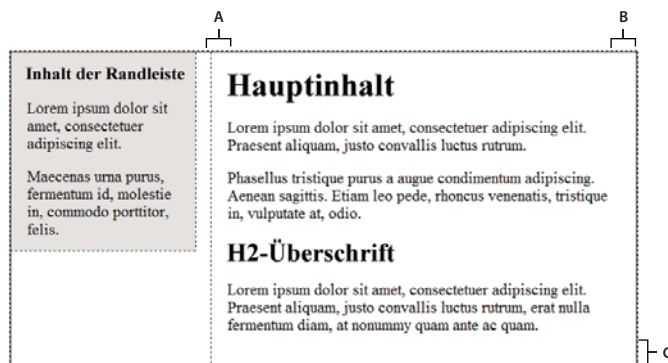 A
B
Inhalt der Randleiste
Lorem ipsum dolor sit
amet, consectetuer
adipiscing elit.
Maecenas urna purus,
fermentum id, molestie
in, commodo porttitor,
felis.
Hauptinhalt
Lorem ipsum dolor sit amet, consectetuer adipiscing elit.
Praesent aliquam, justo convallis luctus rutrum.
Phasellus tristique purus a augue condimentum adipiscing.
Aenean sagittis. Etiam leo pede, rhoncus venenatis, tristique
in, vulputate at, odio.
H2-Überschrift
Lorem ipsum dolor sit amet, consectetuer adipiscing elit.
Praesent aliquam, justo convallis luctus rutrum, erat nulla
fermentum diam, at nonummy quam ante ac quam.
C